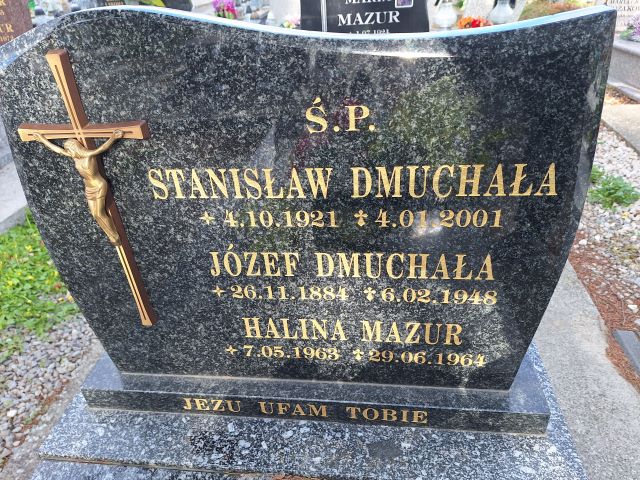 MAZUR
Ś.P.
STANISŁAW DMUCHAŁA
4.10.1921 4.01.2001
JÓZEF DMUCHAŁA
26.11.1884 6.02.1948
HALINA MAZUR
7.05.1963 29.06.1964
JEZU UFAM TOBIE